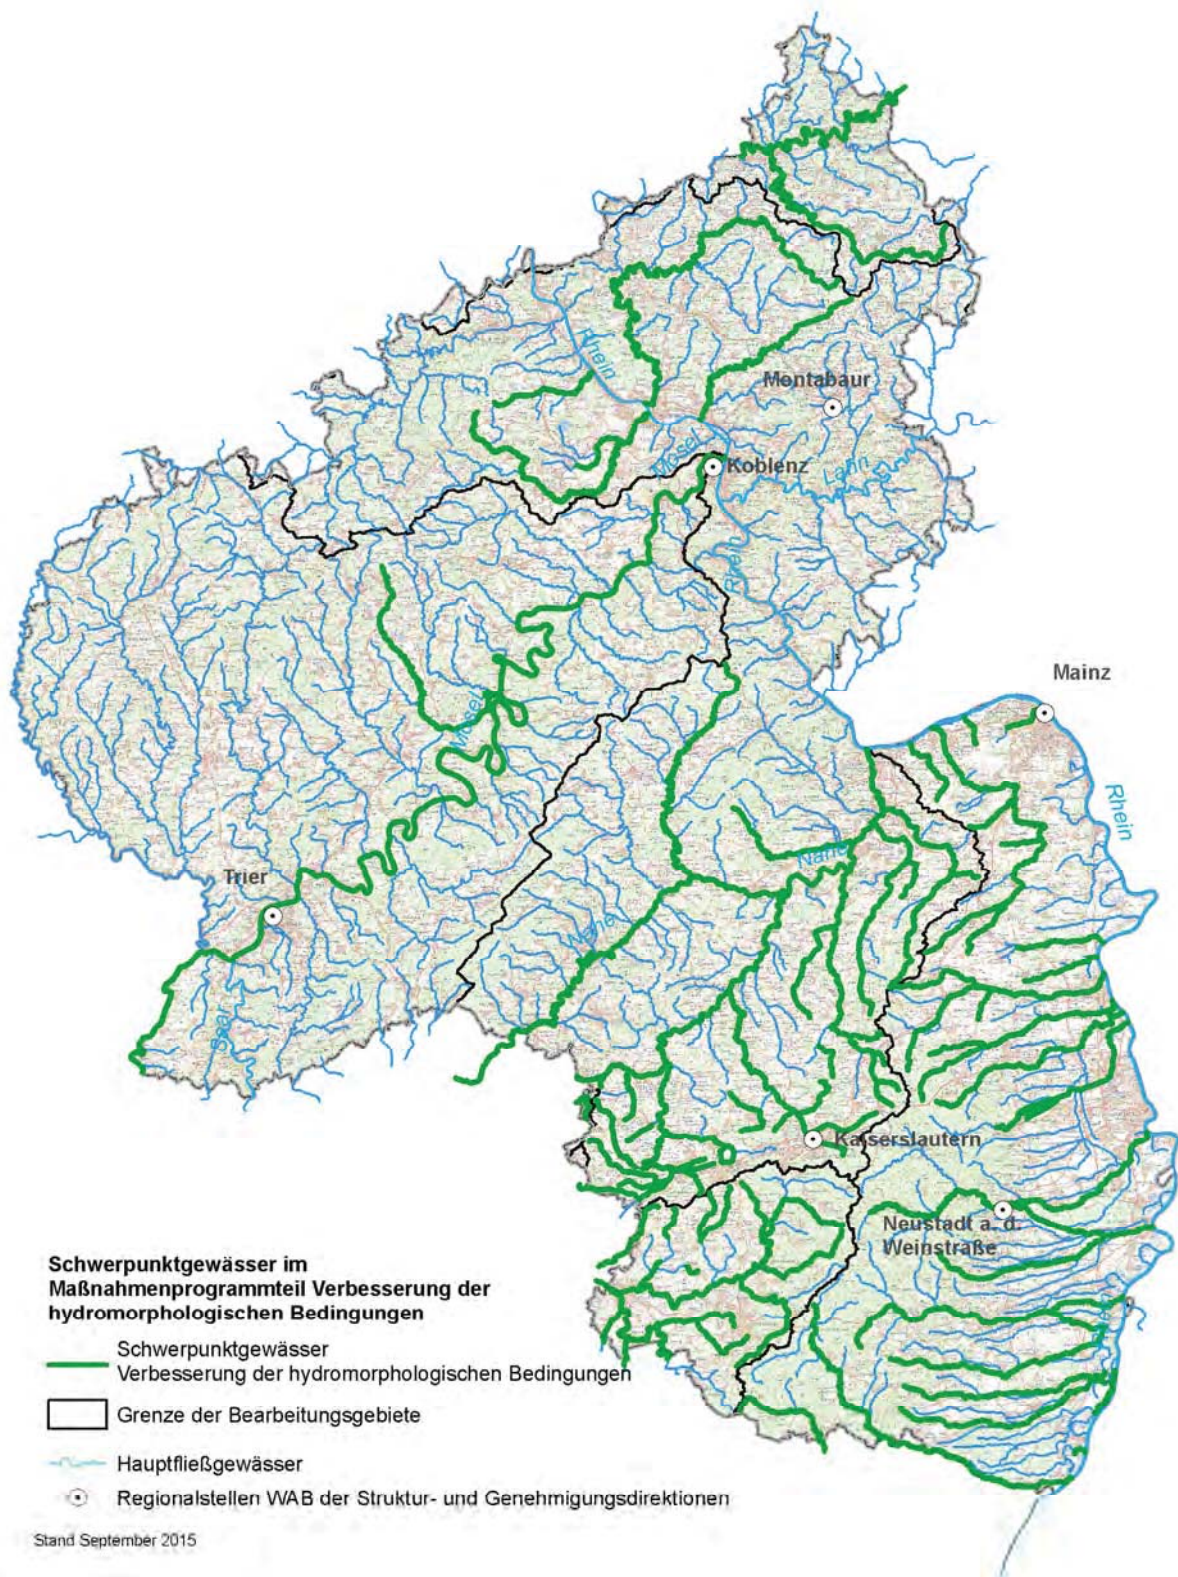 Rhein
Montabaur
Mosel
Koblenz
Lahn
Rhein
Mainz
Mosel
Rhein
Nahe
Trier
Nahe
Saar
Kaiserslautern
Neustadt a. d.
Weinstraße
Schwerpunktgewässer im
Maßnahmenprogrammteil Verbesserung der
hydromorphologischen Bedingungen
Schwerpunktgewässer
Verbesserung der hydromorphologischen Bedingungen
Grenze der Bearbeitungsgebiete
Hauptfließgewässer
Regionalstellen WAB der Struktur- und Genehmigungsdirektionen
Stand September 2015